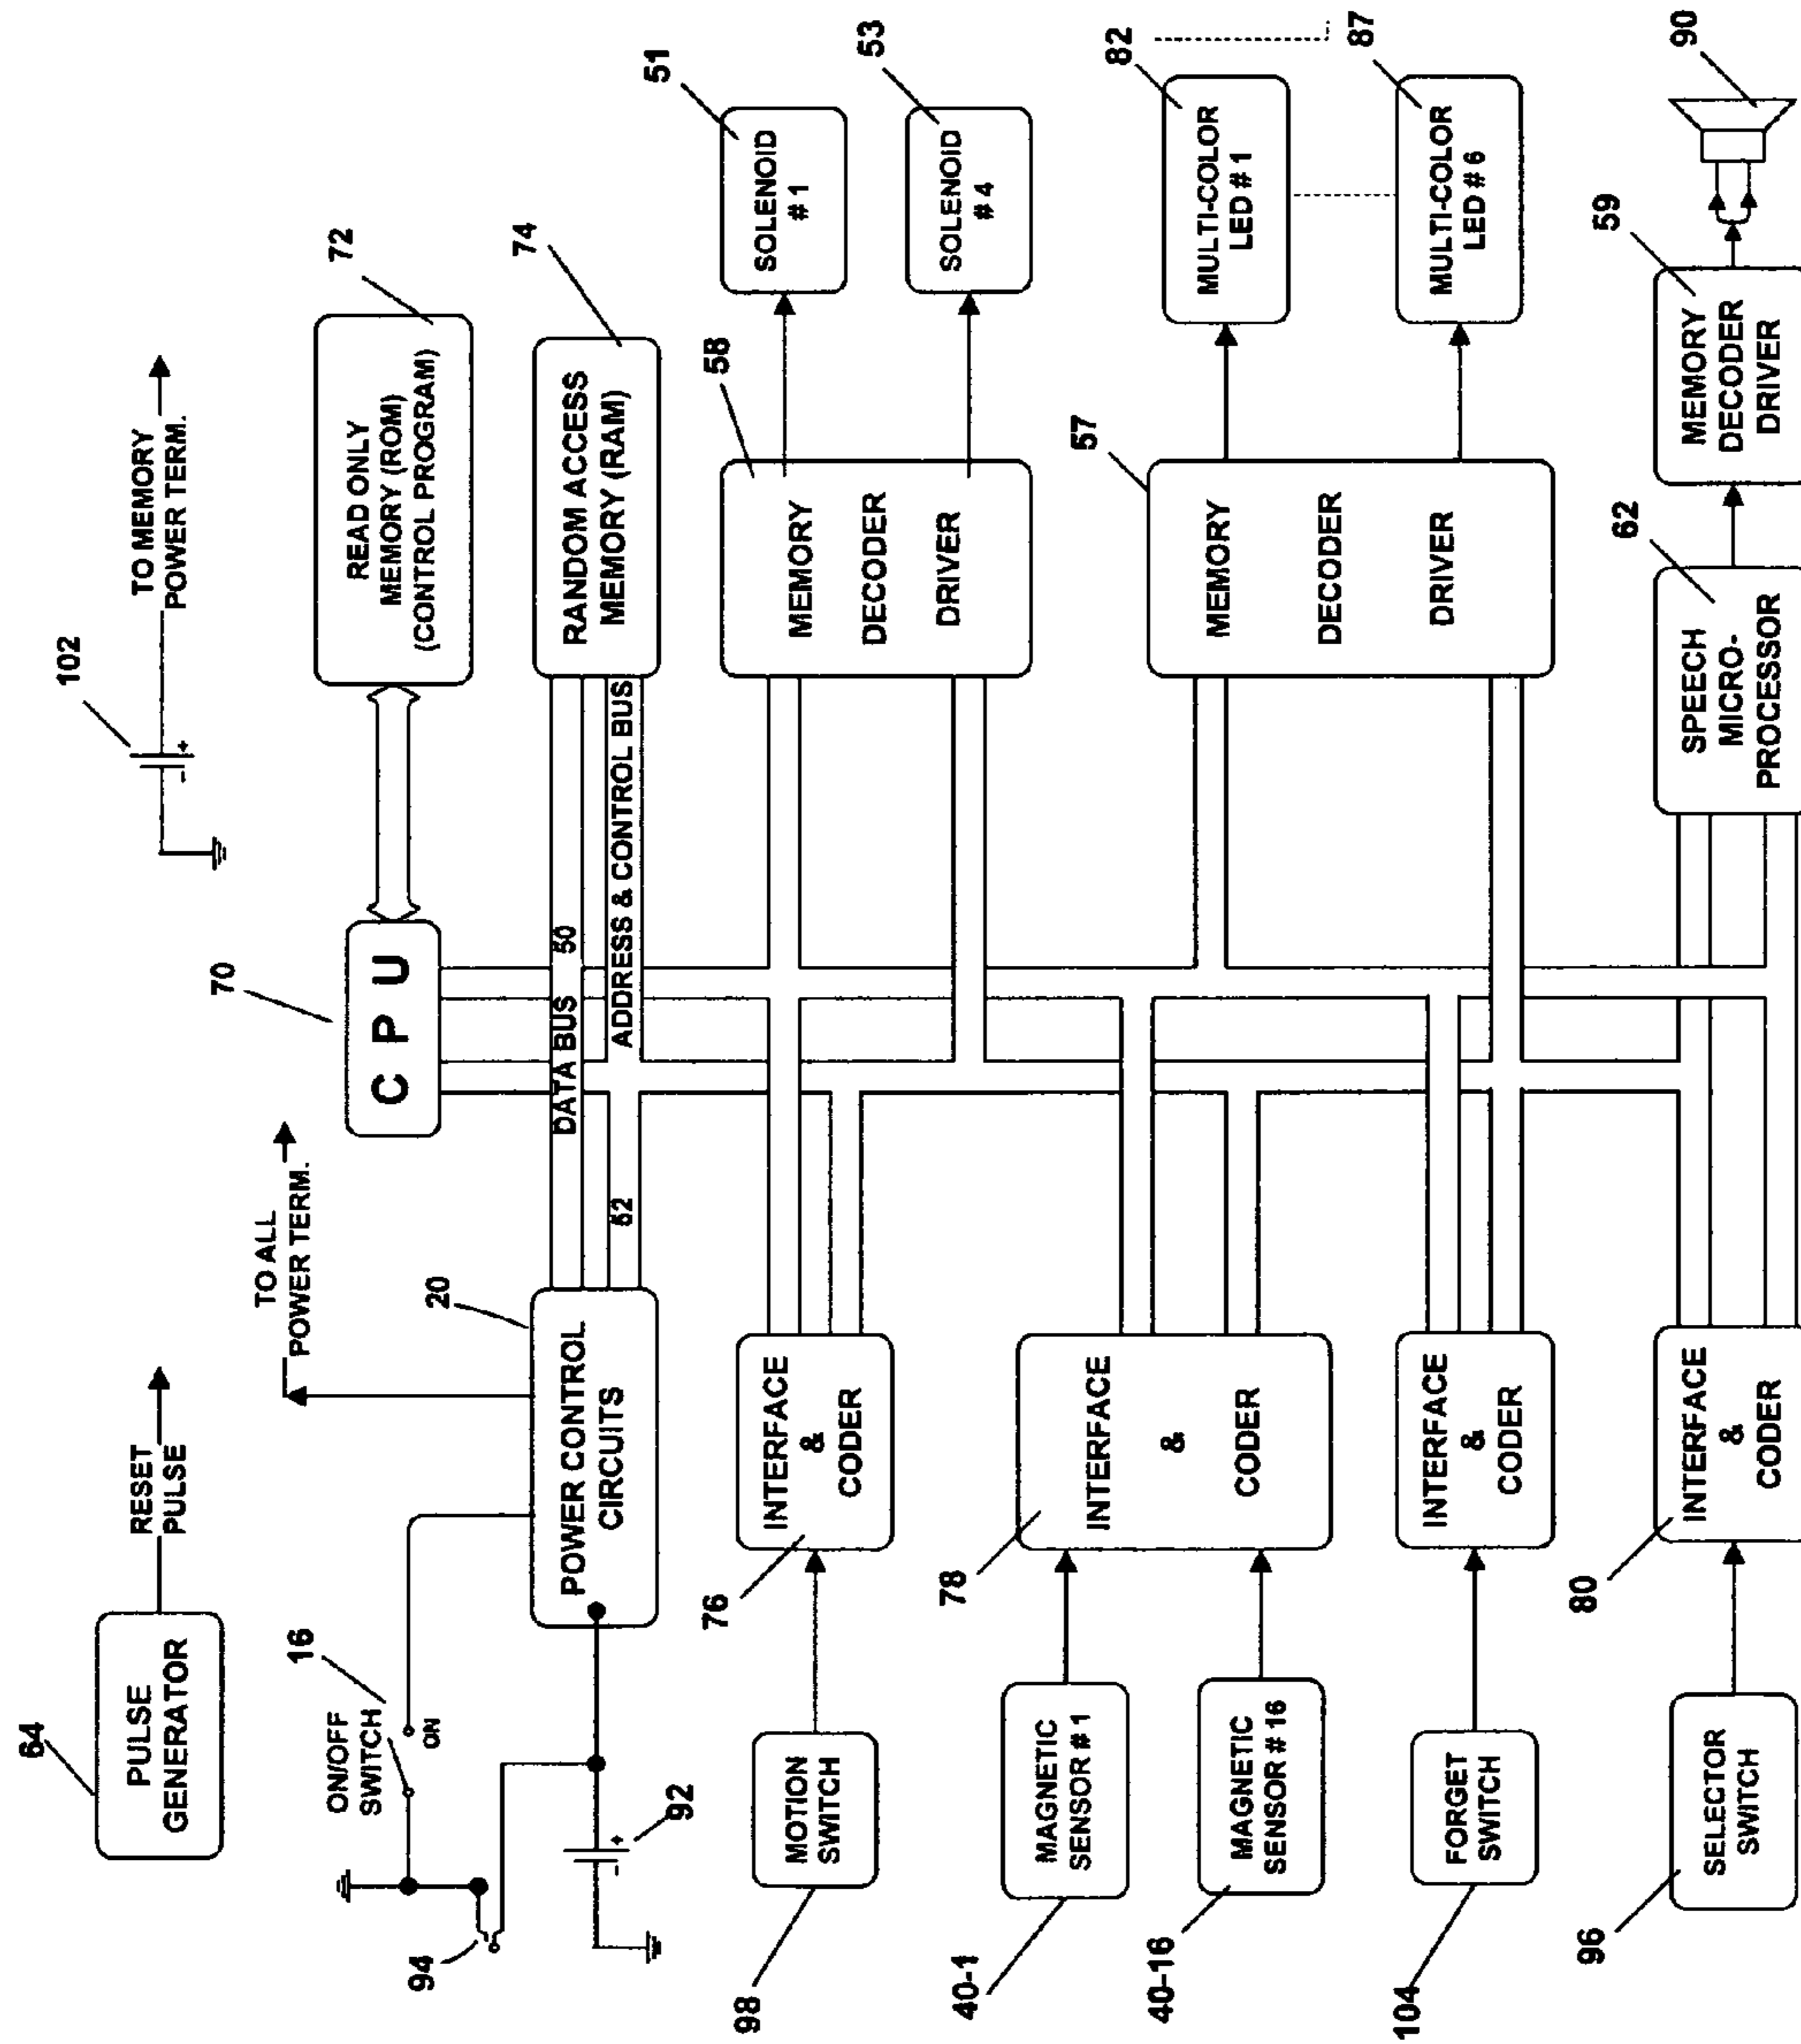 64
PULSE
GENERATOR
RESET
PULSE
102
TO MEMORY
POWER TERM.
16
ON/OFF
SWITCH
ON
94
92
+
-
+
-
TO ALL
POWER TERM.
20
POWER CONTROL
CIRCUITS
70
C P U
72
READ ONLY
MEMORY (ROM)
(CONTROL PROGRAM)
DATA BUS 50
52
ADDRESS & CONTROL BUS
74
RANDOM ACCESS
MEMORY (RAM)
98
MOTION
SWITCH
76
INTERFACE
&
CODER
58
MEMORY
DECODER
DRIVER
51
SOLENOID
# 1
53
SOLENOID
# 4
40-1
MAGNETIC
SENSOR # 1
40-16
MAGNETIC
SENSOR # 16
78
INTERFACE
&
CODER
57
MEMORY
DECODER
DRIVER
82
MULTI-COLOR
LED # 1
87
MULTI-COLOR
LED # 6
104
FORGET
SWITCH
INTERFACE
&
CODER
96
SELECTOR
SWITCH
80
INTERFACE
&
CODER
62
SPEECH
MICRO-
PROCESSOR
59
MEMORY
DECODER
DRIVER
90